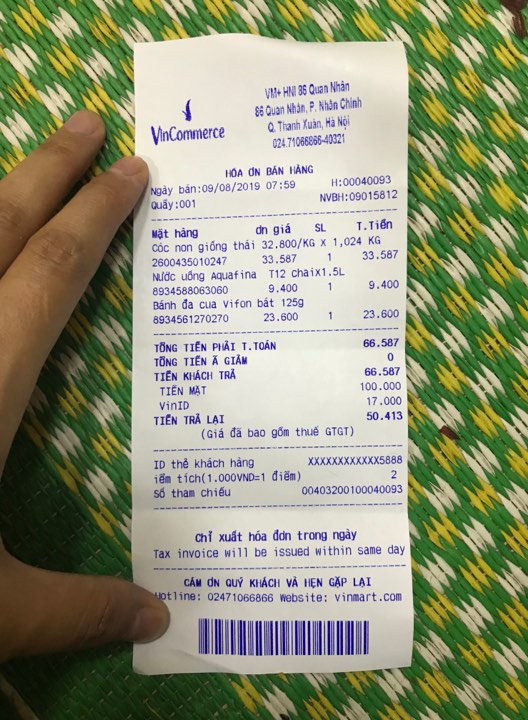 VinCommerce
VM+ HNI 86 Quan Nhân
86 Quan Nhân, P. Nhân Chính
Q. Thanh Xuân, Hà Nội
024.71066866-40321
HÓA ĐN BÁN HÀNG
Ngày bán:09/08/2019 07:59 H:00040093
Quầy:001 NVBH:09015812
Mặt hàng ơn giá SL T.Tiền
Cóc non giống thái 32.800/KG X 1,024 KG
2600435010247 33.587 1 33.587
Nước uống Aquafina T12 chaiX1.5L
8934588063060 9.400 1 9.400
Bánh đa cua Vifon bát 125g
8934561270270 23.600 1 23.600
TỔNG TIỀN PHẢI T.TOÁN 66.587
TỔNG TIỀN Ã GIẢM 0
TIỀN KHÁCH TRẢ 66.587
TIỀN MẶT 100.000
VinID 17.000
TIỀN TRẢ LẠI 50.413
(Giá đã bao gồm thuế GTGT)
ID thẻ khách hàng XXXXXXXXXXXX5888
iểm tích(1.000VND=1 điểm) 2
Số tham chiếu 00403200100040093
Chỉ xuất hóa đơn trong ngày
Tax invoice will be issued within same day
CẢM ƠN QUÝ KHÁCH VÀ HẸN GẶP LẠI
Hotline: 02471066866 Website: vinmart.com